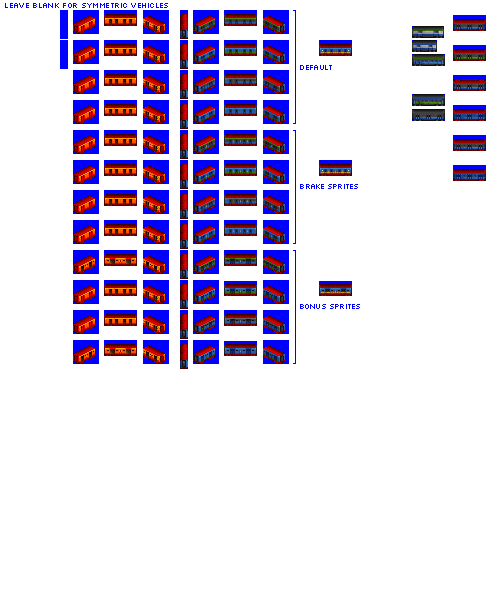 LEAVE BLANK FOR SYMMETRIC VEHICLES
DEFAULT
BRAKE SPRITES
BONUS SPRITES